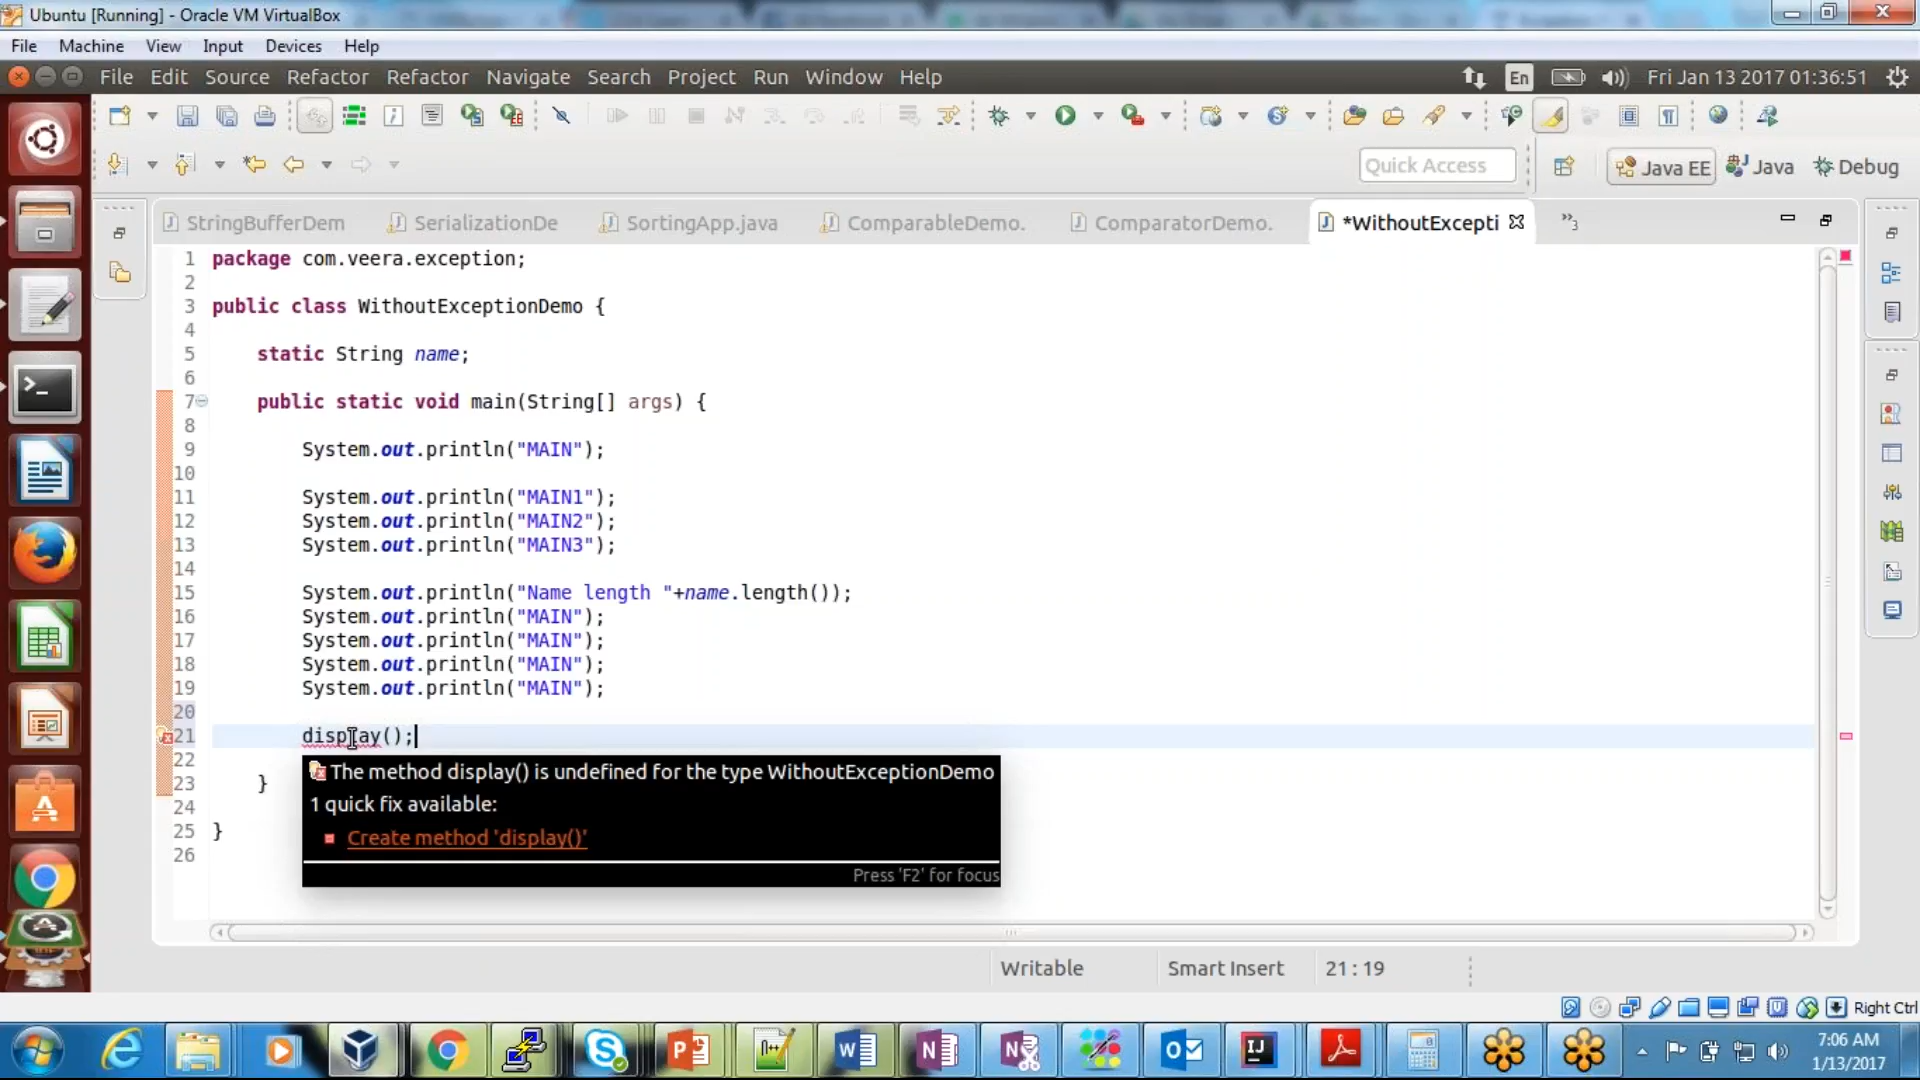 Ubuntu [Running] - Oracle VM VirtualBox
File Machine View Input Devices Help
File Edit Source Refactor Refactor Navigate Search Project Run Window Help
En Fri Jan 13 2017 01:36:51
Quick Access Java EE Java Debug
StringBufferDem SerializationDe SortingApp.java ComparableDemo. ComparatorDemo. *WithoutExcepti »3
1 package com.veera.exception;
2
3 public class WithoutExceptionDemo {
4
5 static String name;
6
7 public static void main(String[] args) {
8
9 System.out.println("MAIN");
10
11 System.out.println("MAIN1");
12 System.out.println("MAIN2");
13 System.out.println("MAIN3");
14
15 System.out.println("Name length "+name.length());
16 System.out.println("MAIN");
17 System.out.println("MAIN");
18 System.out.println("MAIN");
19 System.out.println("MAIN");
20
21 display();
22
The method display() is undefined for the type WithoutExceptionDemo
23 }
1 quick fix available:
24
25 }
Create method 'display()'
26
Press 'F2' for focus
Writable Smart Insert 21 : 19
Right Ctrl
7:06 AM
1/13/2017